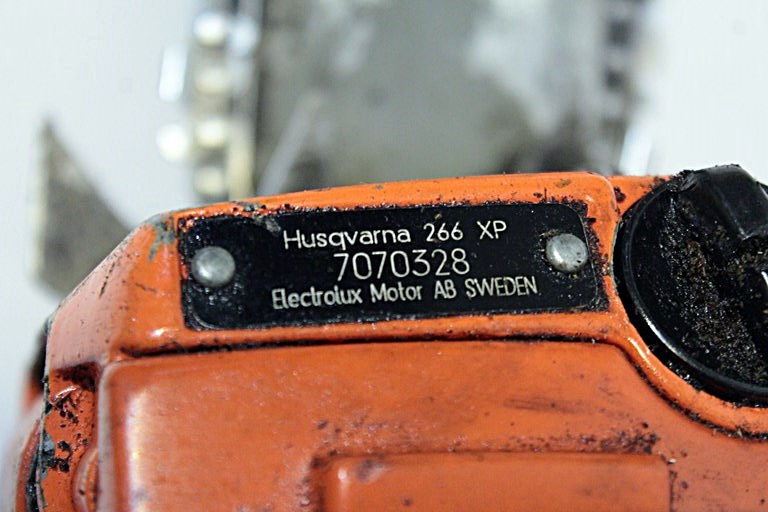 Husqvarna 266 XP
7070328
Electrolux Motor AB SWEDEN